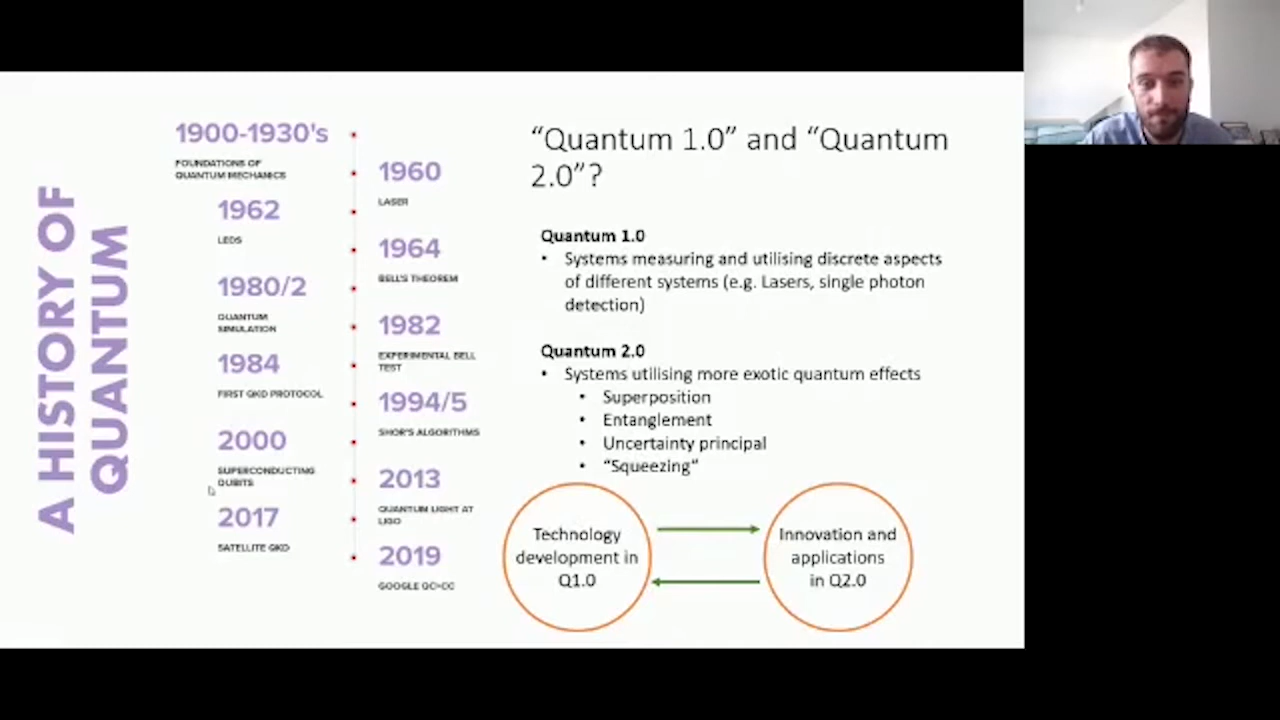 A HISTORY OF
QUANTUM
1900-1930's
FOUNDATIONS OF
QUANTUM MECHANICS
1960
LASER
1962
LEDS
1964
BELL'S THEOREM
1980/2
QUANTUM
SIMULATION
1982
EXPERIMENTAL BELL
TEST
1984
FIRST QKD PROTOCOL
1994/5
SHOR'S ALGORITHMS
2000
SUPERCONDUCTING
QUBITS
2013
QUANTUM LIGHT AT
LIGO
2017
SATELLITE QKD
2019
GOOGLE QC>CC
“Quantum 1.0” and “Quantum
2.0”?
Quantum 1.0
• Systems measuring and utilising discrete aspects
of different systems (e.g. Lasers, single photon
detection)
Quantum 2.0
• Systems utilising more exotic quantum effects
• Superposition
• Entanglement
• Uncertainty principal
• “Squeezing”
Technology
development in
Q1.0
Innovation and
applications
in Q2.0